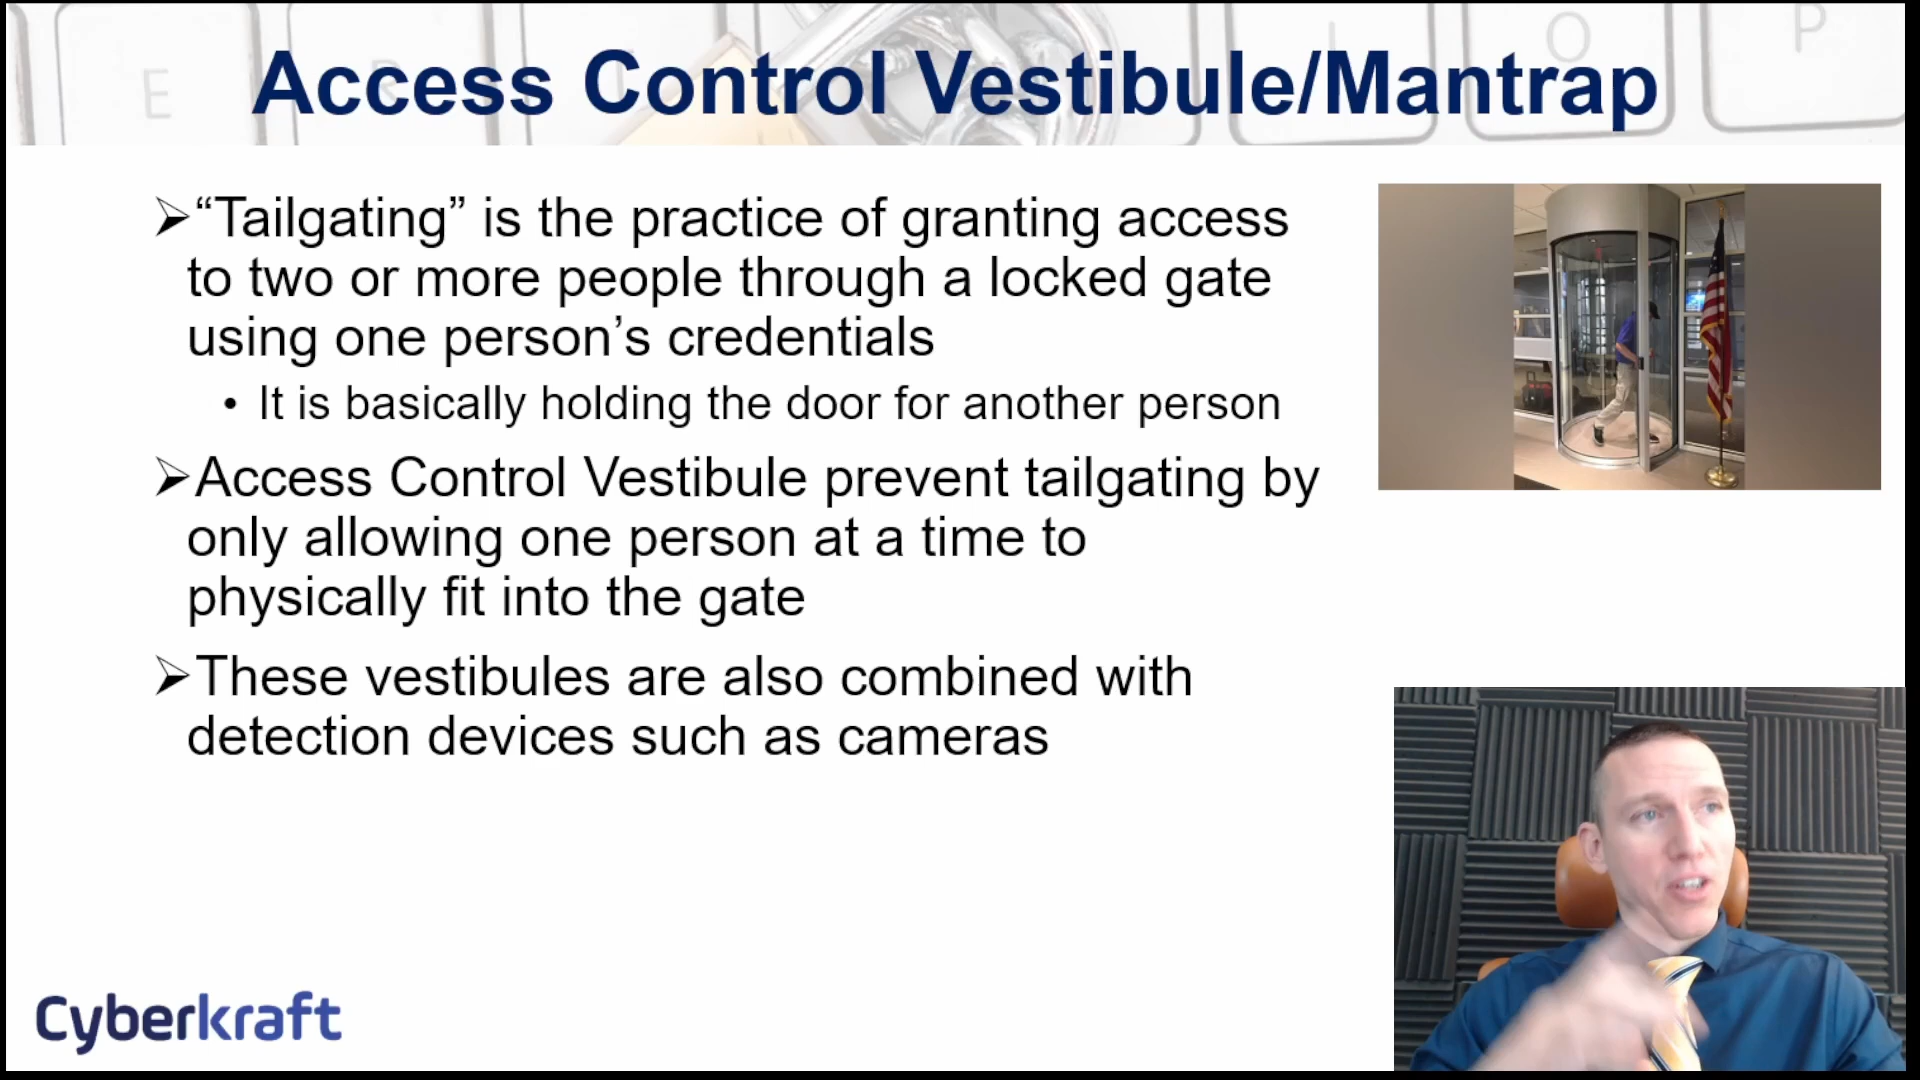 Access Control Vestibule/Mantrap
E
R
I
O
P
➢“Tailgating” is the practice of granting access
to two or more people through a locked gate
using one person’s credentials
• It is basically holding the door for another person
➢Access Control Vestibule prevent tailgating by
only allowing one person at a time to
physically fit into the gate
➢These vestibules are also combined with
detection devices such as cameras
Cyberkraft